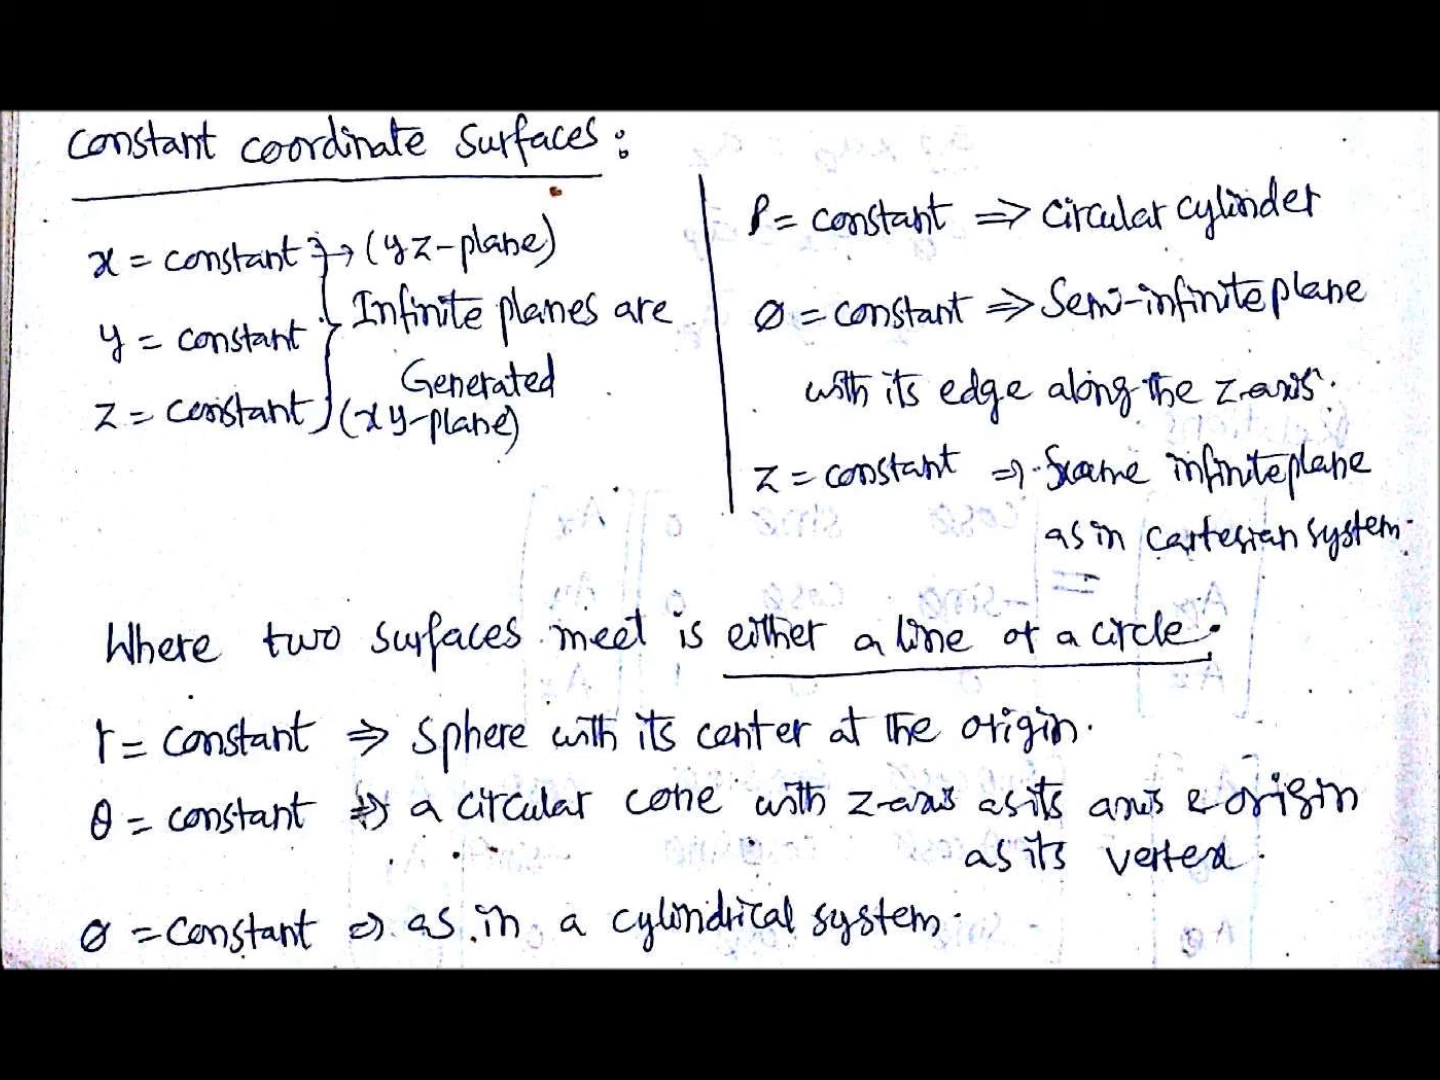 constant coordinate surfaces:
x = constant → (yz-plane)
y = constant } Infinite planes are
Generated
z = constant (xy-plane)
ρ = constant ⇒ circular cylinder
ø = constant ⇒ Semi-infinite plane
with its edge along the z-axis.
z = constant ⇒ Same infinite plane
as in cartesian system.
Where two surfaces meet is either a line or a circle.
r = constant ⇒ sphere with its center at the origin.
θ = constant ⇒ a circular cone with z-axis as its axis & origin
as its vertex.
ø = constant ⇒ as in a cylindrical system.